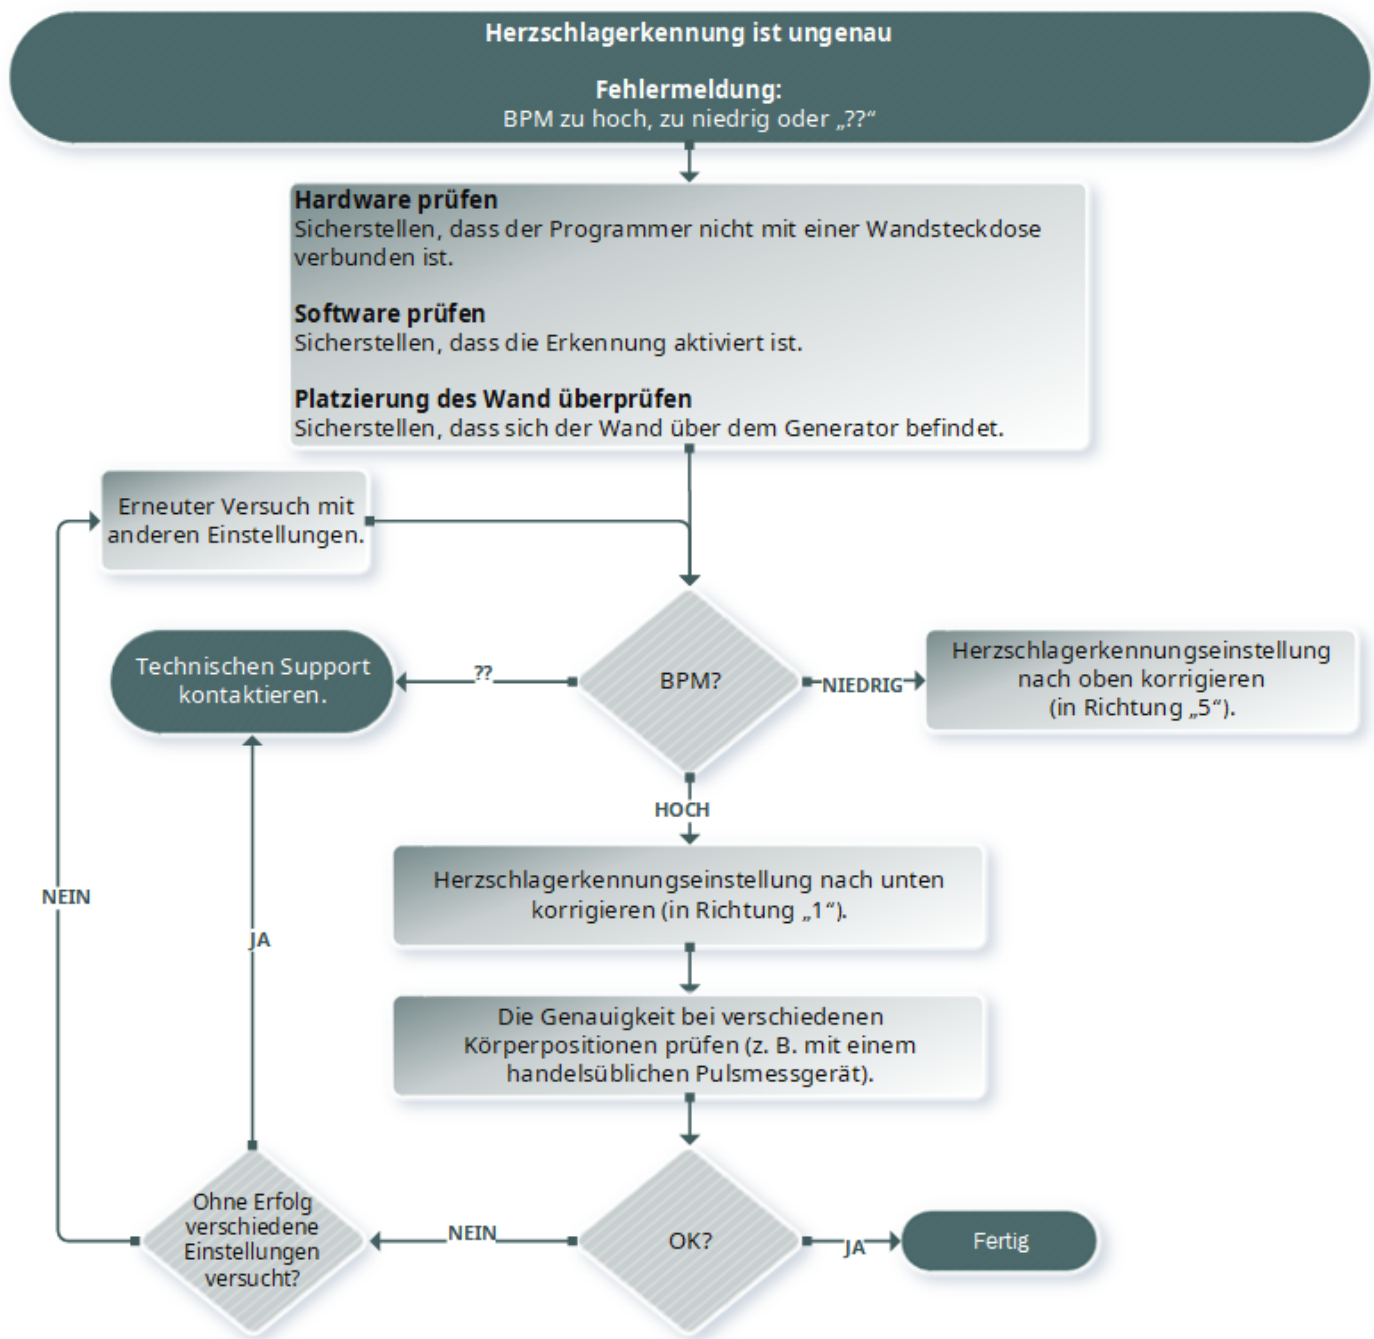 Herzschlagerkennung ist ungenau
Fehlermeldung:
BPM zu hoch, zu niedrig oder „??“
Hardware prüfen
Sicherstellen, dass der Programmer nicht mit einer Wandsteckdose
verbunden ist.
Software prüfen
Sicherstellen, dass die Erkennung aktiviert ist.
Platzierung des Wand überprüfen
Sicherstellen, dass sich der Wand über dem Generator befindet.
Erneuter Versuch mit
anderen Einstellungen.
Technischen Support
kontaktieren.
??
BPM?
NIEDRIG
Herzschlagerkennungseinstellung
nach oben korrigieren
(in Richtung „5“).
HOCH
Herzschlagerkennungseinstellung nach unten
korrigieren (in Richtung „1“).
NEIN
JA
Die Genauigkeit bei verschiedenen
Körperpositionen prüfen (z. B. mit einem
handelsüblichen Pulsmessgerät).
Ohne Erfolg
verschiedene
Einstellungen
versucht?
NEIN
OK?
JA
Fertig